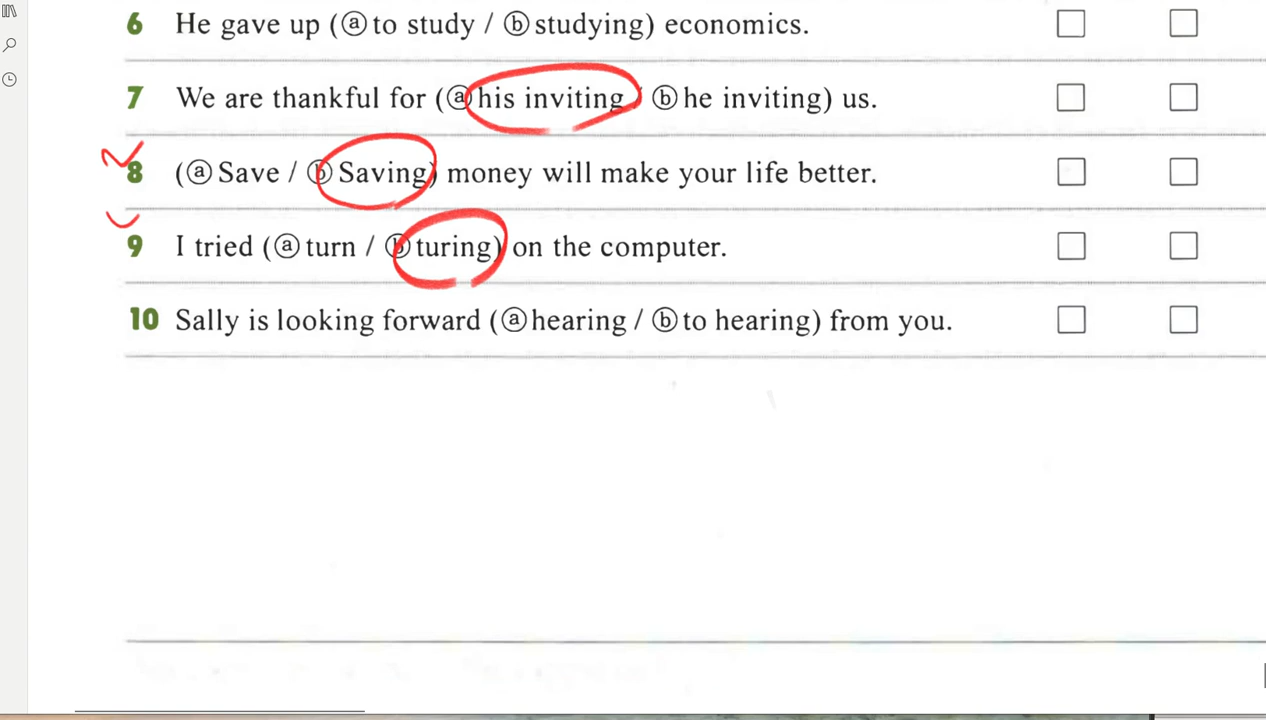 6 He gave up (ⓐ to study / ⓑ studying) economics.
7 We are thankful for (ⓐ his inviting / ⓑ he inviting) us.
8 (ⓐ Save / ⓑ Saving) money will make your life better.
9 I tried (ⓐ turn / ⓑ turing) on the computer.
10 Sally is looking forward (ⓐ hearing / ⓑ to hearing) from you.